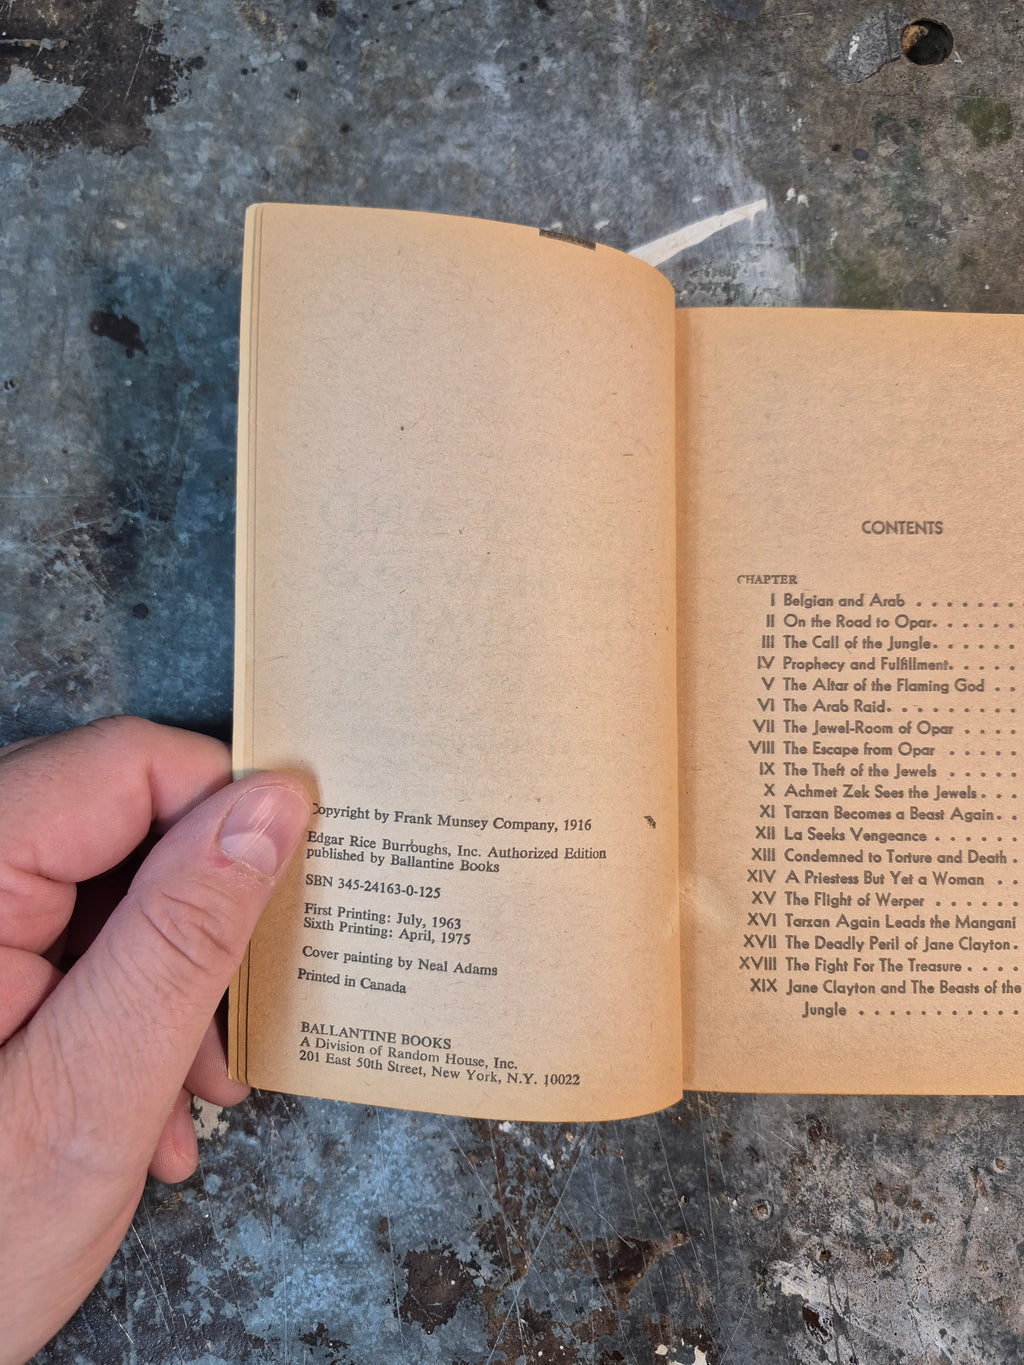 Copyright by Frank Munsey Company, 1916
Edgar Rice Burroughs, Inc. Authorized Edition
published by Ballantine Books
SBN 345-24163-0-125
First Printing: July, 1963
Sixth Printing: April, 1975
Cover painting by Neal Adams
Printed in Canada
BALLANTINE BOOKS
A Division of Random House, Inc.
201 East 50th Street, New York, N.Y. 10022
CONTENTS
CHAPTER
I Belgian and Arab . . . . . . .
II On the Road to Opar. . . . . .
III The Call of the Jungle. . . . . .
IV Prophecy and Fulfillment. . . . .
V The Altar of the Flaming God . .
VI The Arab Raid. . . . . . . .
VII The Jewel-Room of Opar . . . .
VIII The Escape from Opar . . . . .
IX The Theft of the Jewels . . . . .
X Achmet Zek Sees the Jewels. . .
XI Tarzan Becomes a Beast Again. .
XII La Seeks Vengeance . . . . . .
XIII Condemned to Torture and Death .
XIV A Priestess But Yet a Woman . .
XV The Flight of Werper . . . . . .
XVI Tarzan Again Leads the Mangani
XVII The Deadly Peril of Jane Clayton.
XVIII The Fight For The Treasure . . . .
XIX Jane Clayton and The Beasts of the
Jungle . . . . . . . . . . .